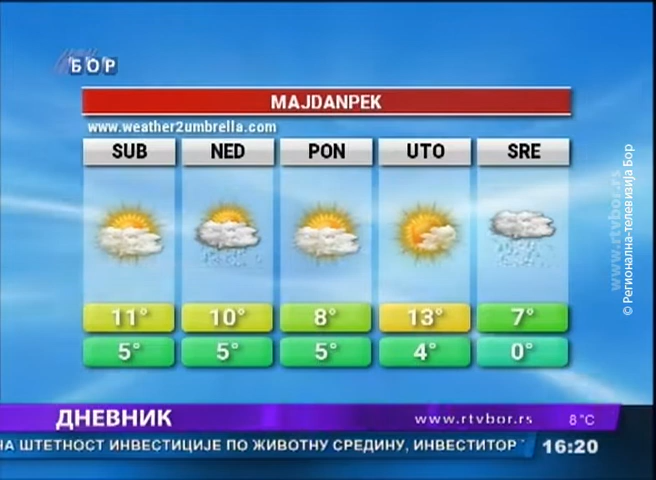 БОР
MAJDANPEK
www.weather2umbrella.com
SUB NED PON UTO SRE
11° 10° 8° 13° 7°
5° 5° 5° 4° 0°
www.rtvbor.rs
© Регионална-телевизија Бор
ДНЕВНИК www.rtvbor.rs 8°C
НА ШТЕТНОСТ ИНВЕСТИЦИЈЕ ПО ЖИВОТНУ СРЕДИНУ, ИНВЕСТИТОР 16:20